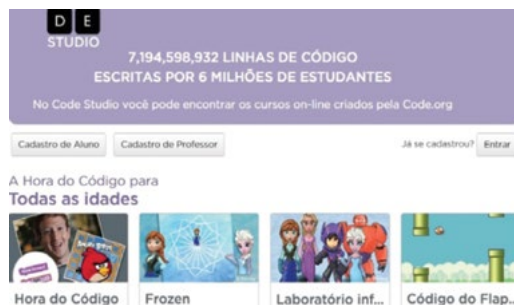 D E
STUDIO
7,194,598,932 LINHAS DE CÓDIGO
ESCRITAS POR 6 MILHÕES DE ESTUDANTES
No Code Studio você pode encontrar os cursos on-line criados pela Code.org
Cadastro de Aluno Cadastro de Professor Já se cadastrou? Entrar
A Hora do Código para
Todas as idades
ANGRY BIRDS
Hora do Código Frozen Laboratório inf... Código do Flap...